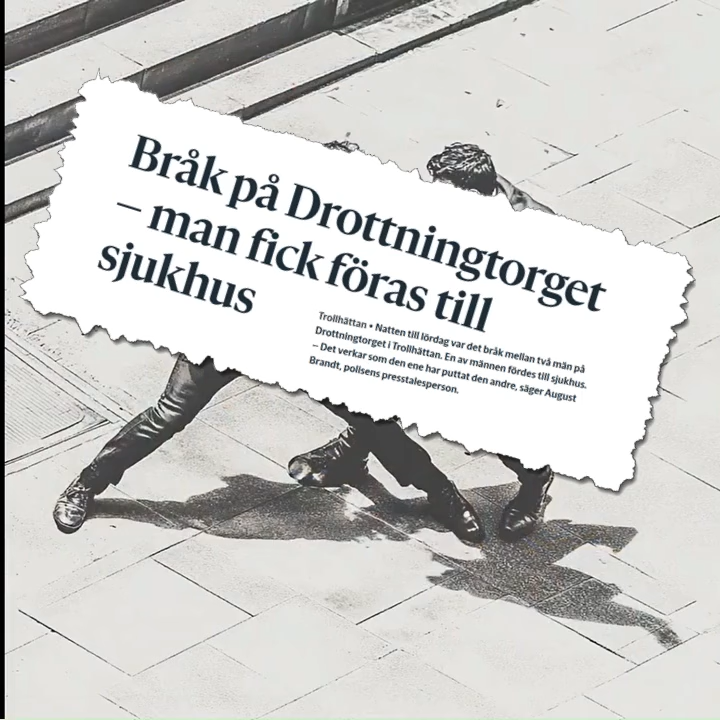 Bråk på Drottningtorget
– man fick föras till
sjukhus
Trollhättan • Natten till lördag var det bråk mellan två män på
Drottningtorget i Trollhättan. En av männen fördes till sjukhus.
– Det verkar som den ene har puttat den andre, säger August
Brandt, polisens presstalesperson.